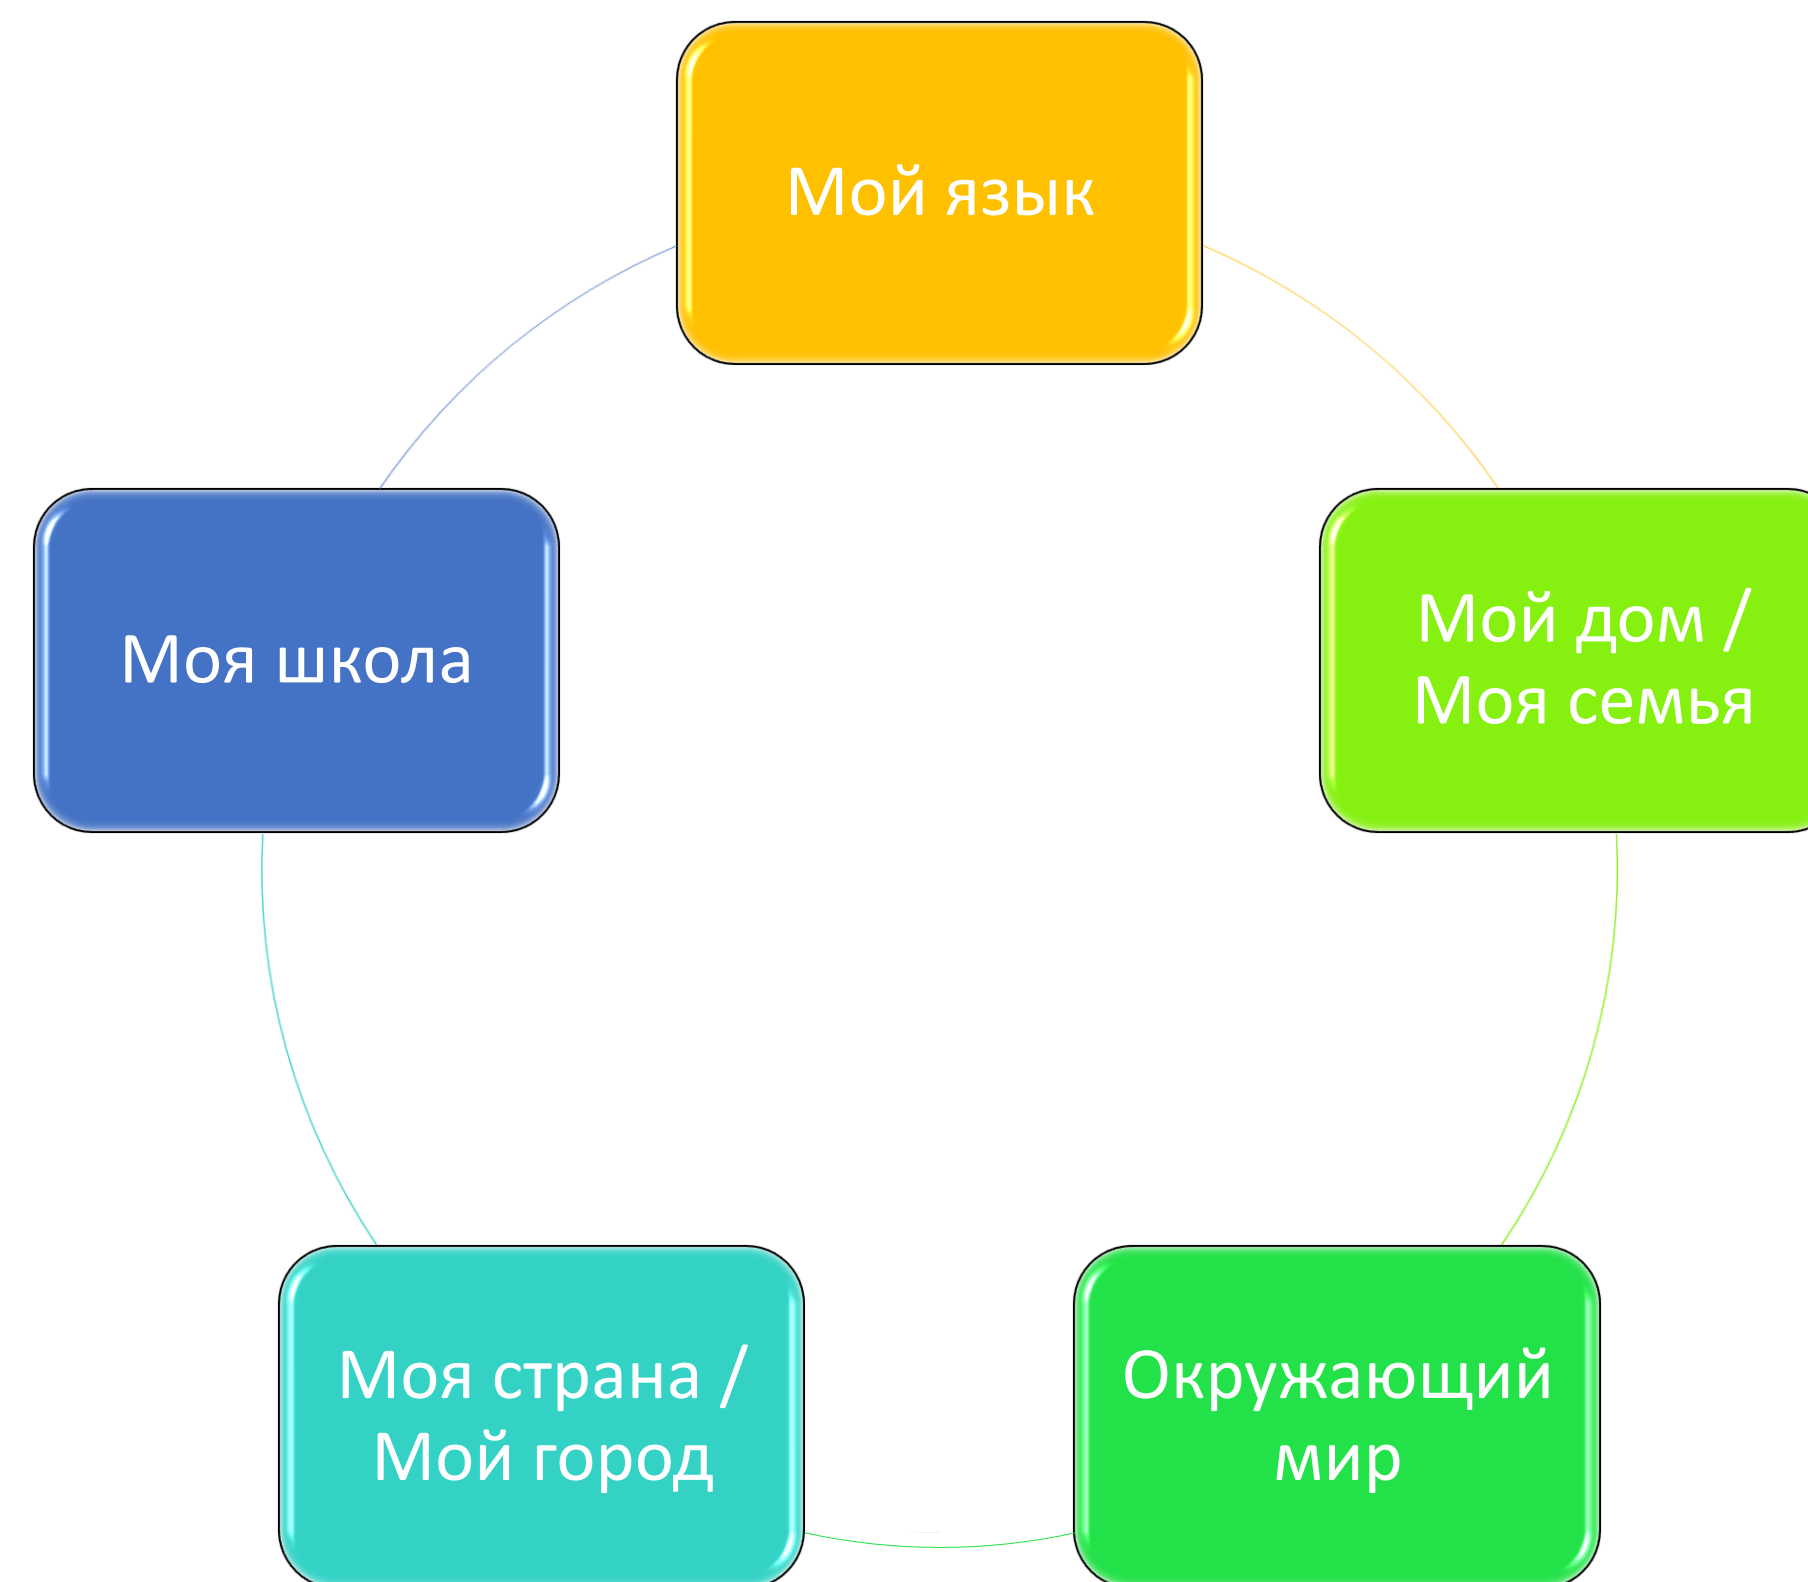 Мой язык
Мой дом /
Моя семья
Окружающий
мир
Моя страна /
Мой город
Моя школа